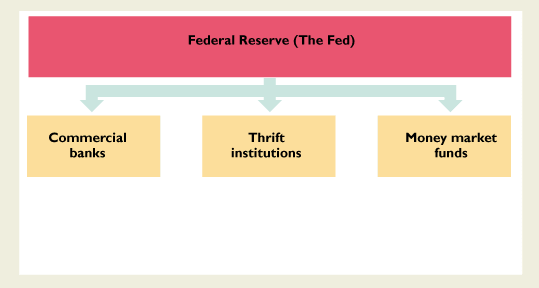 Federal Reserve (The Fed)
Commercial
banks
Thrift
institutions
Money market
funds